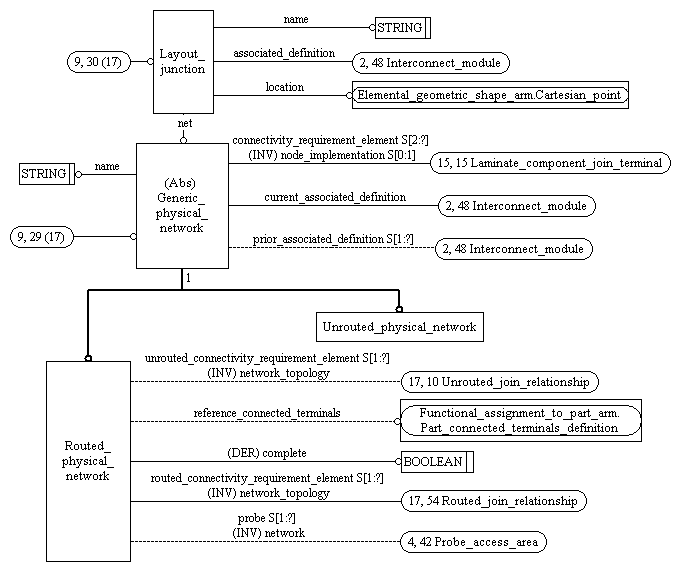 name
STRING
9, 30 (17)
Layout_
junction
associated_definition
2, 48 Interconnect_module
location
Elemental_geometric_shape_arm.Cartesian_point
net
connectivity_requirement_element S[2:?]
(INV) node_implementation S[0:1]
15, 15 Laminate_component_join_terminal
STRING
name
(Abs)
Generic_
physical_
network
current_associated_definition
2, 48 Interconnect_module
9, 29 (17)
prior_associated_definition S[1:?]
2, 48 Interconnect_module
1
Unrouted_physical_network
unrouted_connectivity_requirement_element S[1:?]
(INV) network_topology
17, 10 Unrouted_join_relationship
reference_connected_terminals
Functional_assignment_to_part_arm.
Part_connected_terminals_definition
Routed_
physical_
network
(DER) complete
BOOLEAN
routed_connectivity_requirement_element S[1:?]
(INV) network_topology
17, 54 Routed_join_relationship
probe S[1:?]
(INV) network
4, 42 Probe_access_area